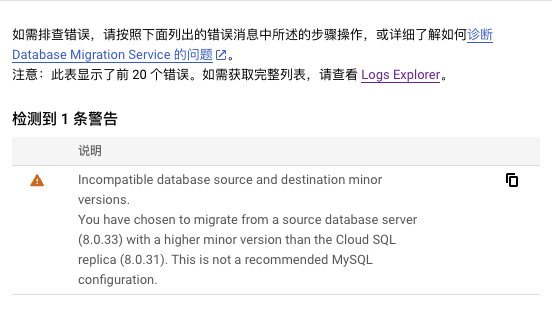 如需排查错误，请按照下面列出的错误消息中所述的步骤操作，或详细了解如何诊断
Database Migration Service 的问题。
注意：此表显示了前 20 个错误。如需获取完整列表，请查看 Logs Explorer。
检测到 1 条警告
说明
Incompatible database source and destination minor
versions.
You have chosen to migrate from a source database server
(8.0.33) with a higher minor version than the Cloud SQL
replica (8.0.31). This is not a recommended MySQL
configuration.